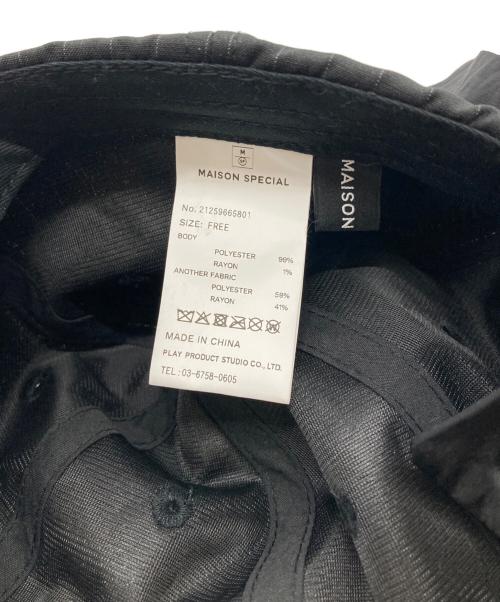 M
SP
MAISON SPECIAL
No. 21259665801
SIZE: FREE
BODY
POLYESTER 99%
RAYON 1%
ANOTHER FABRIC
POLYESTER 59%
RAYON 41%
MADE IN CHINA
PLAY PRODUCT STUDIO CO., LTD.
TEL : 03-6758-0605
MAISON